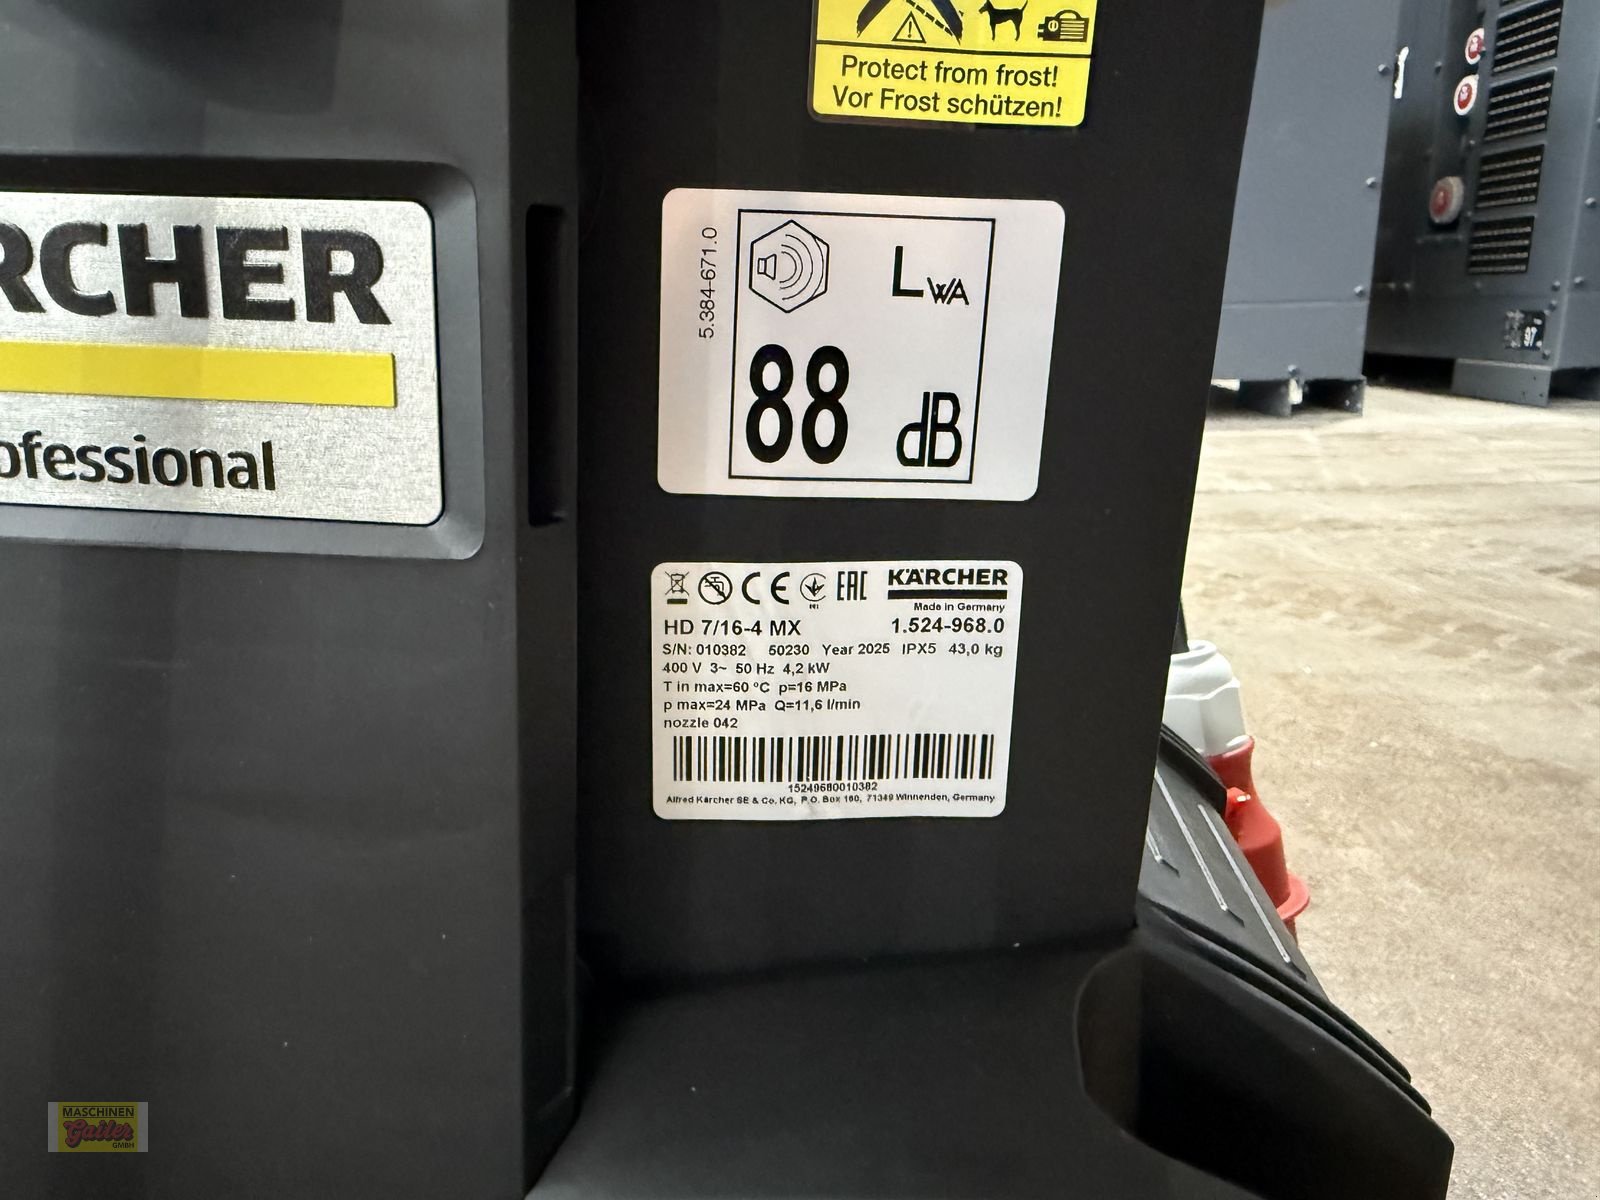 Protect from frost!
Vor Frost schützen!
RCHER
ofessional
5.384-671.0
LWA
88 dB
CE EAC KÄRCHER
Made in Germany
HD 7/16-4 MX 1.524-968.0
S/N: 010382 50230 Year 2025 IPX5 43,0 kg
400 V 3~ 50 Hz 4,2 kW
T in max=60 °C p=16 MPa
p max=24 MPa Q=11,6 l/min
nozzle 042
15249680010382
Alfred Kärcher SE & Co. KG, P.O. Box 160, 71349 Winnenden, Germany
MASCHINEN
Gailer
GMBH